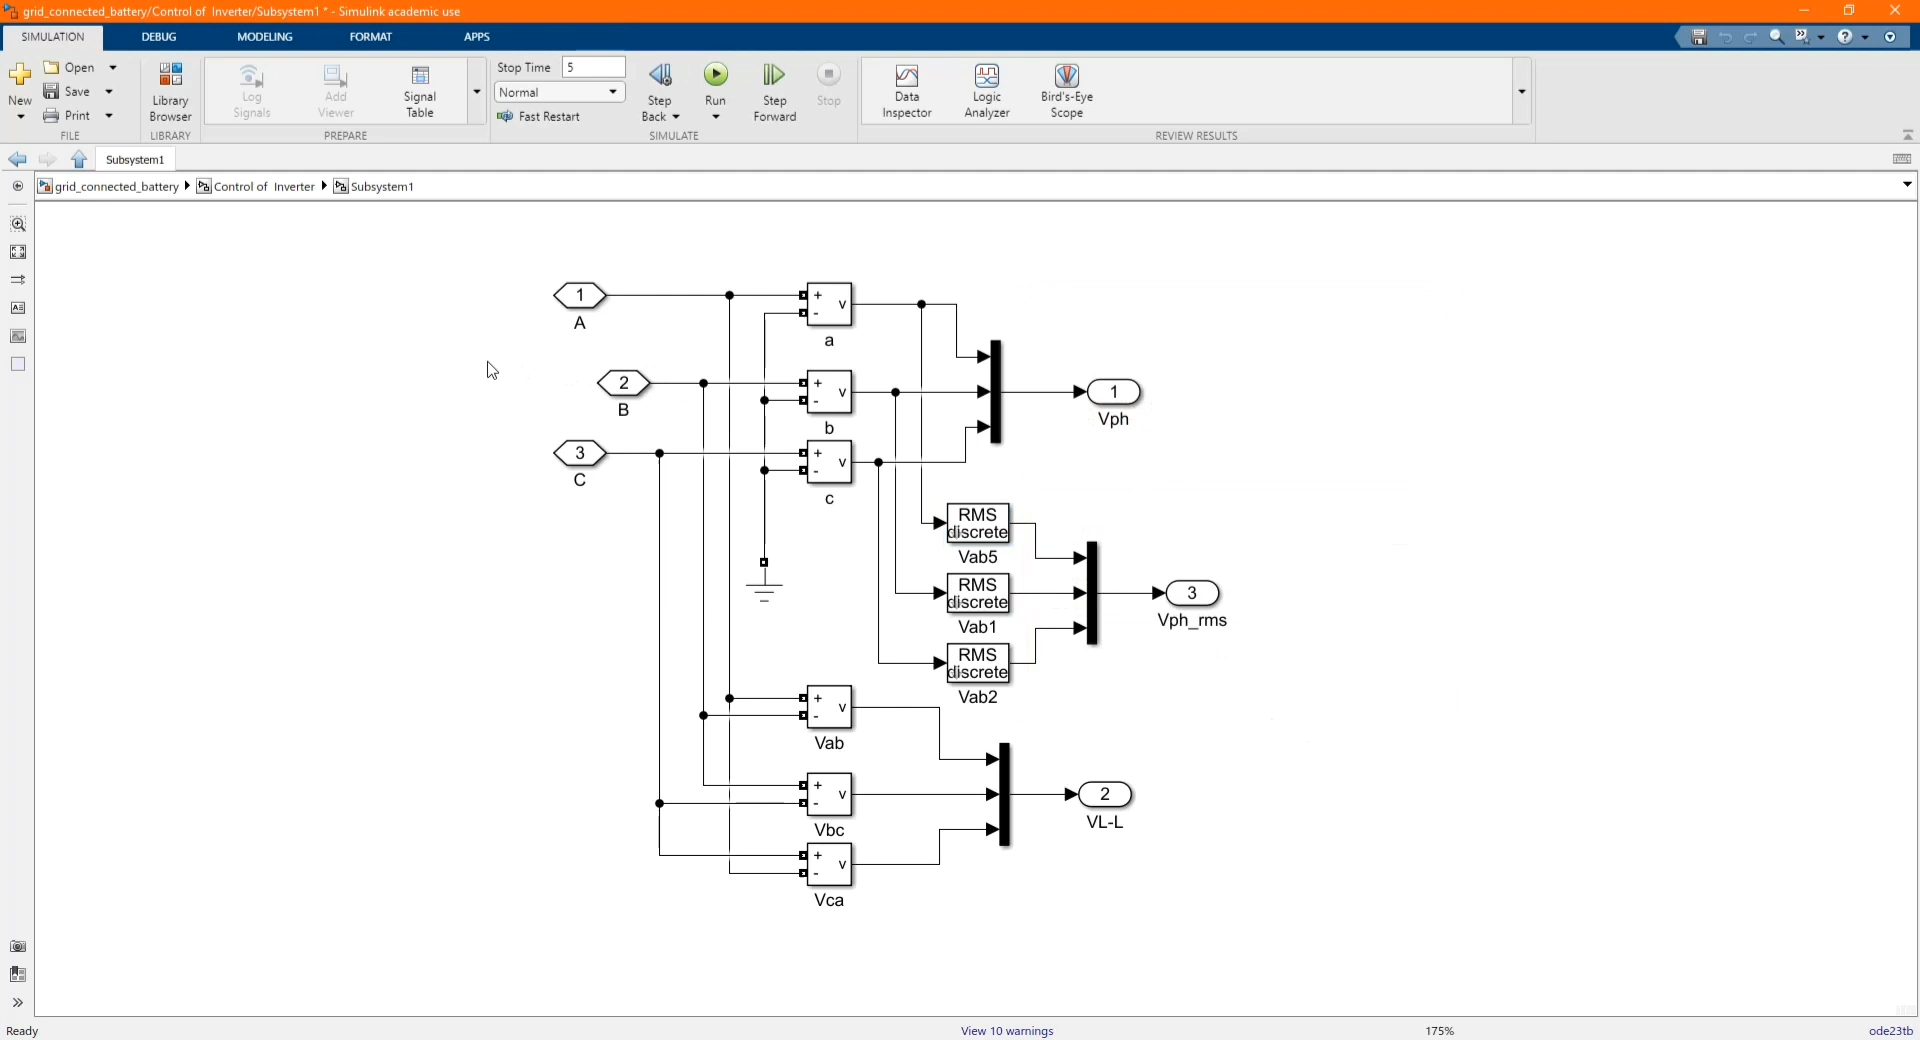 grid_connected_battery/Control of Inverter/Subsystem1 * - Simulink academic use
SIMULATION
DEBUG
MODELING
FORMAT
APPS
New
Open
Save
Print
FILE
Library
Browser
LIBRARY
Log
Signals
Add
Viewer
Signal
Table
PREPARE
Stop Time 5
Normal
Fast Restart
Step
Back
Run
Step
Forward
Stop
SIMULATE
Data
Inspector
Logic
Analyzer
Bird's-Eye
Scope
REVIEW RESULTS
Subsystem1
grid_connected_battery
Control of Inverter
Subsystem1
1
A
+
-
v
a
2
B
+
-
v
b
1
Vph
3
C
+
-
v
c
RMS
discrete
Vab5
RMS
discrete
Vab1
3
Vph_rms
RMS
discrete
Vab2
+
-
v
Vab
+
-
v
Vbc
2
VL-L
+
-
v
Vca
Ready
View 10 warnings
175%
ode23tb